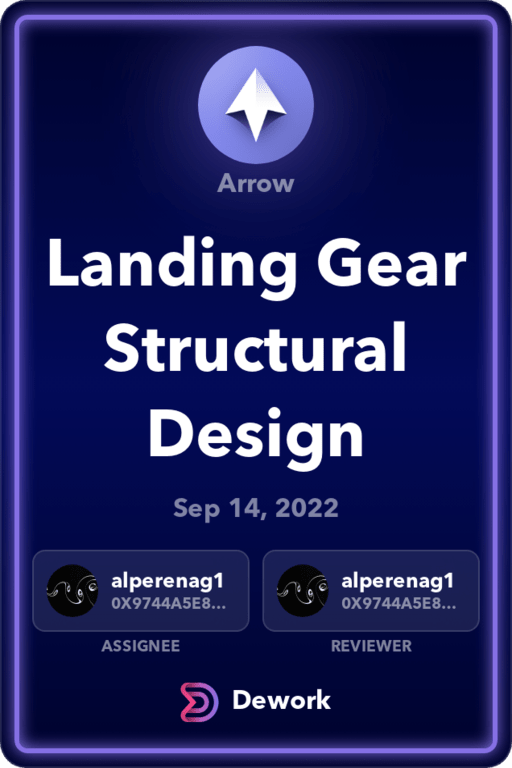 Arrow
Landing Gear
Structural
Design
Sep 14, 2022
alperenag1
0X9744A5E8...
ASSIGNEE
alperenag1
0X9744A5E8...
REVIEWER
Dework